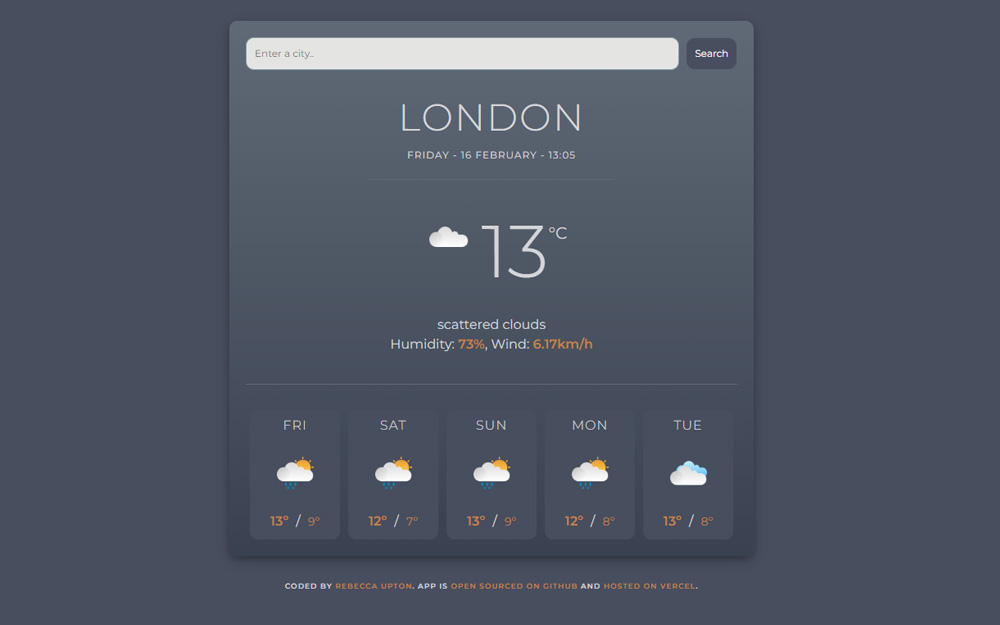 Enter a city..
Search
LONDON
FRIDAY - 16 FEBRUARY - 13:05
13 °C
scattered clouds
Humidity: 73%, Wind: 6.17km/h
FRI SAT SUN MON TUE
13° / 9° 12° / 7° 13° / 9° 12° / 8° 13° / 8°
CODED BY REBECCA UPTON. APP IS OPEN SOURCED ON GITHUB AND HOSTED ON VERCEL.